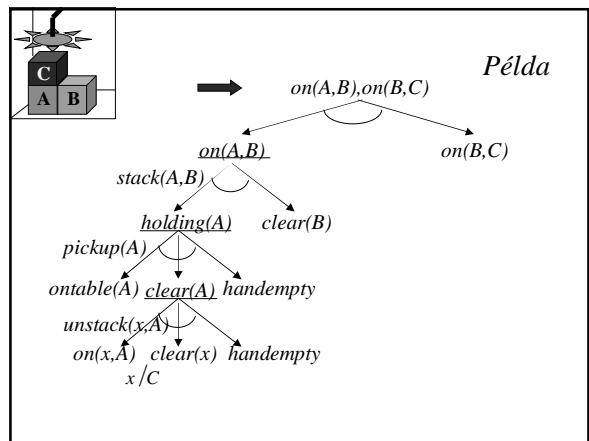 C
A B
Példa
on(A,B),on(B,C)
on(A,B) on(B,C)
stack(A,B)
holding(A) clear(B)
pickup(A)
ontable(A) clear(A) handempty
unstack(x,A)
on(x,A) clear(x) handempty
x/C